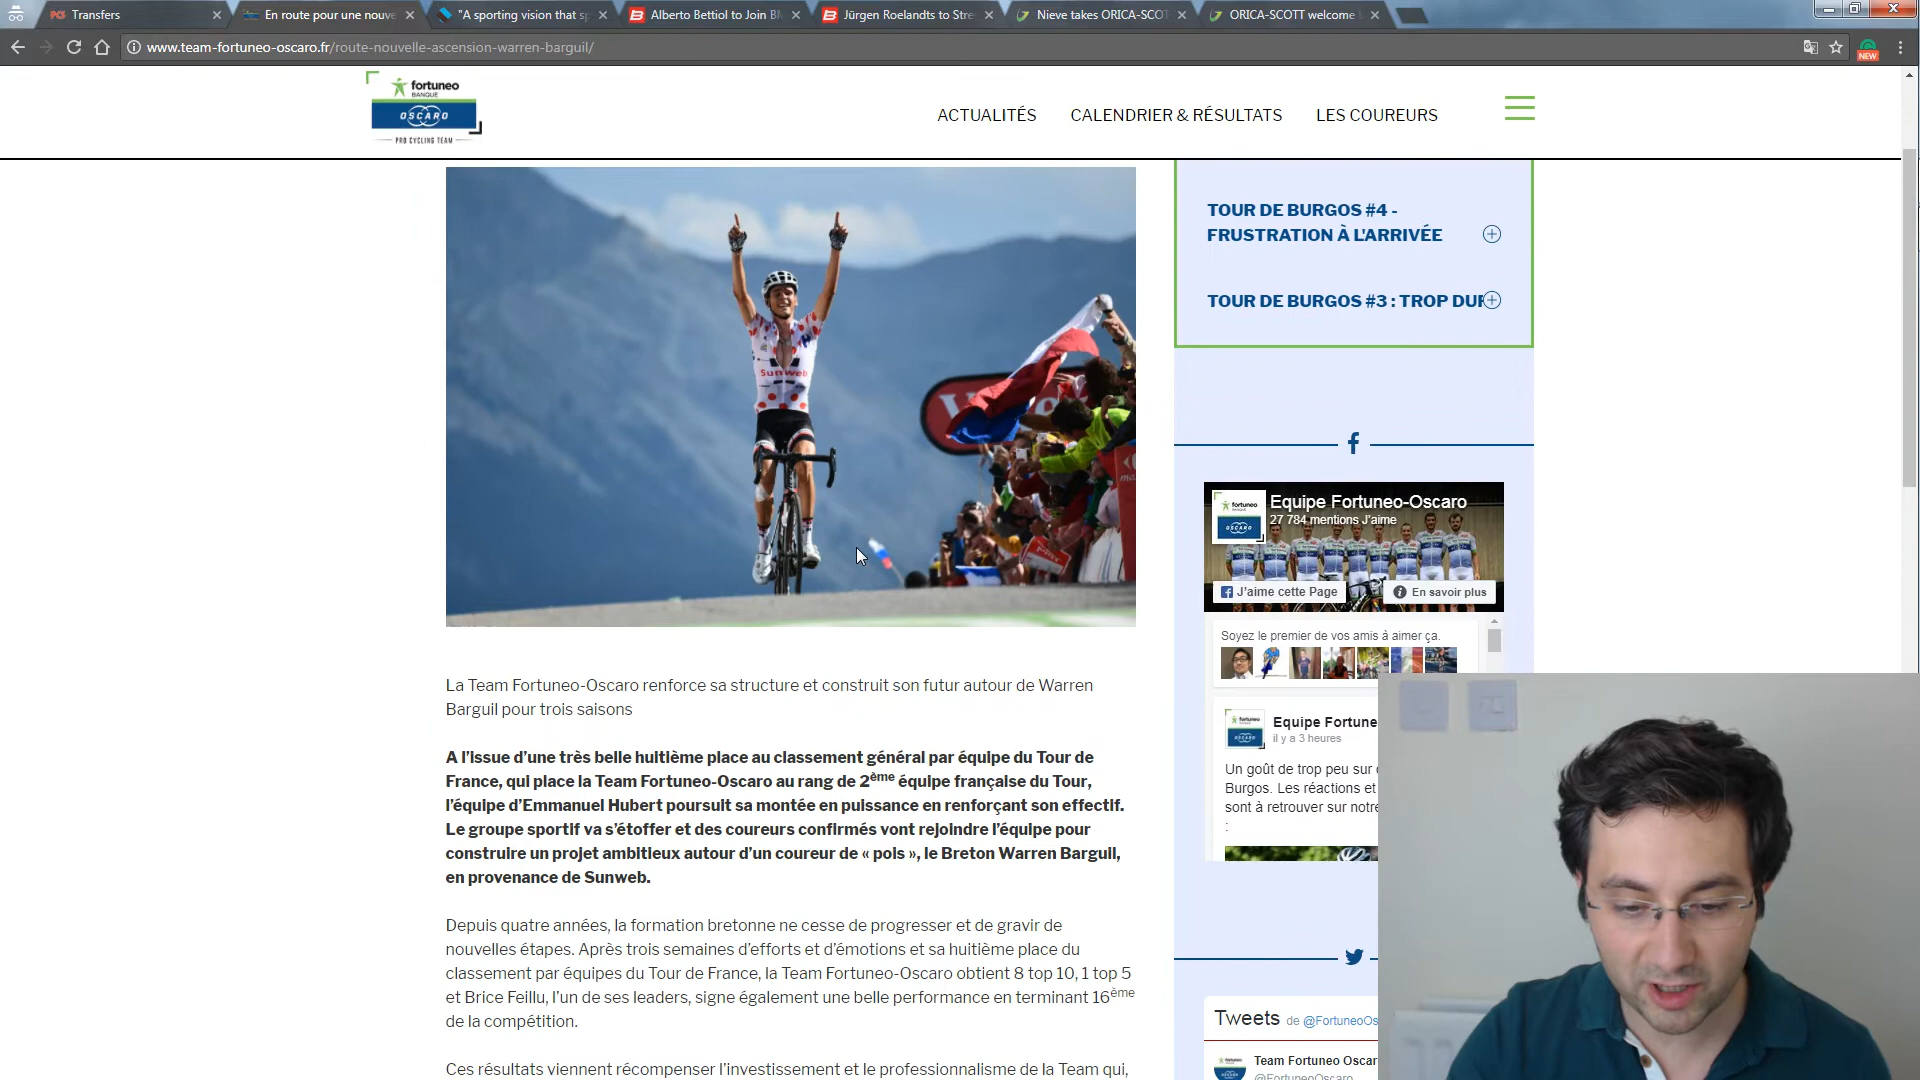 Transfers
En route pour une nouve
"A sporting vision that sp
Alberto Bettiol to Join BM
Jürgen Roelandts to Stre
Nieve takes ORICA-SCOT
ORICA-SCOTT welcome
www.team-fortuneo-oscaro.fr/route-nouvelle-ascension-warren-barguil/
NEW
fortuneo
BANQUE
OSCARO
PRO CYCLING TEAM
ACTUALITÉS
CALENDRIER & RÉSULTATS
LES COUREURS
Sunweb
TOUR DE BURGOS #4 -
FRUSTRATION À L'ARRIVÉE
TOUR DE BURGOS #3 : TROP DUR
Equipe Fortuneo-Oscaro
27 784 mentions J'aime
J'aime cette Page
En savoir plus
Soyez le premier de vos amis à aimer ça.
Equipe Fortune
il y a 3 heures
Un goût de trop peu sur
Burgos. Les réactions et
sont à retrouver sur notre
:
Tweets de @FortuneoOs
Team Fortuneo Oscar
@FortuneoOscaro
La Team Fortuneo-Oscaro renforce sa structure et construit son futur autour de Warren
Barguil pour trois saisons
A l'issue d'une très belle huitième place au classement général par équipe du Tour de
France, qui place la Team Fortuneo-Oscaro au rang de 2ème équipe française du Tour,
l'équipe d'Emmanuel Hubert poursuit sa montée en puissance en renforçant son effectif.
Le groupe sportif va s'étoffer et des coureurs confirmés vont rejoindre l'équipe pour
construire un projet ambitieux autour d'un coureur de « pois », le Breton Warren Barguil,
en provenance de Sunweb.
Depuis quatre années, la formation bretonne ne cesse de progresser et de gravir de
nouvelles étapes. Après trois semaines d'efforts et d'émotions et sa huitième place du
classement par équipes du Tour de France, la Team Fortuneo-Oscaro obtient 8 top 10, 1 top 5
et Brice Feillu, l'un de ses leaders, signe également une belle performance en terminant 16ème
de la compétition.
Ces résultats viennent récompenser l'investissement et le professionnalisme de la Team qui,